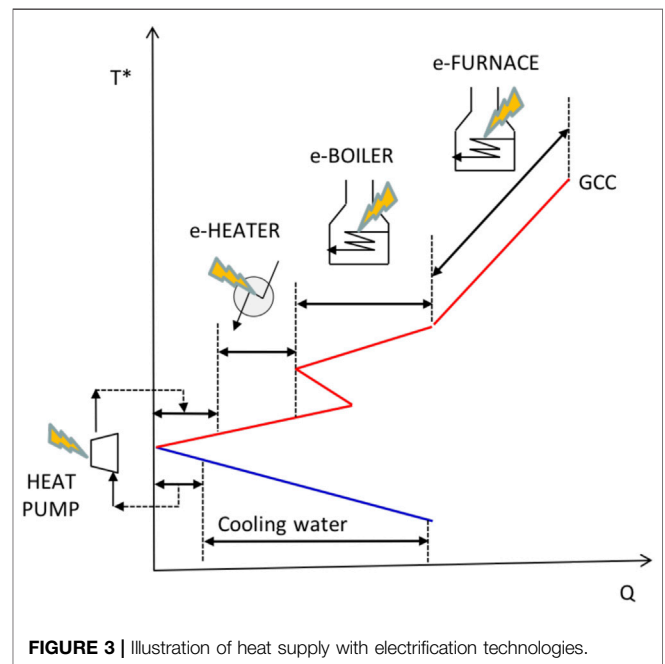 e-FURNACE
T*
e-BOILER
GCC
e-HEATER
HEAT
PUMP
Cooling water
Q
FIGURE 3 | Illustration of heat supply with electrification technologies.